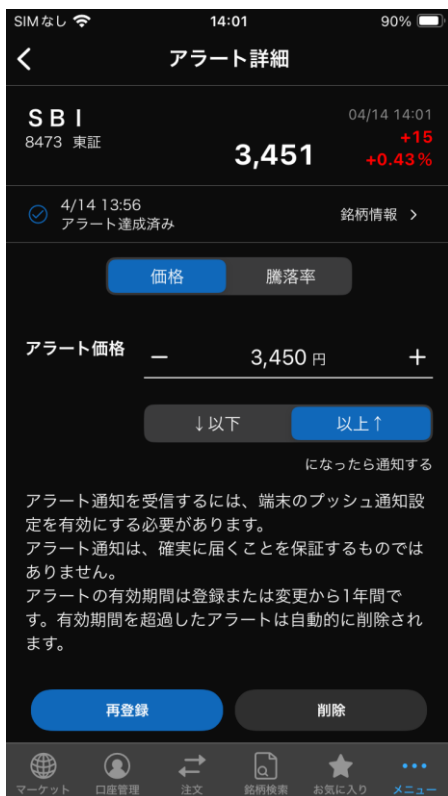 SIMなし 14:01 90%
アラート詳細
ＳＢＩ 04/14 14:01
8473 東証 3,451 +15
+0.43%
4/14 13:56
アラート達成済み 銘柄情報 >
価格 騰落率
アラート価格 − 3,450 円 +
↓以下 以上↑
になったら通知する
アラート通知を受信するには、端末のプッシュ通知設
定を有効にする必要があります。
アラート通知は、確実に届くことを保証するものでは
ありません。
アラートの有効期間は登録または変更から1年間で
す。有効期間を超過したアラートは自動的に削除され
ます。
再登録 削除
マーケット 口座管理 注文 銘柄検索 お気に入り メニュー